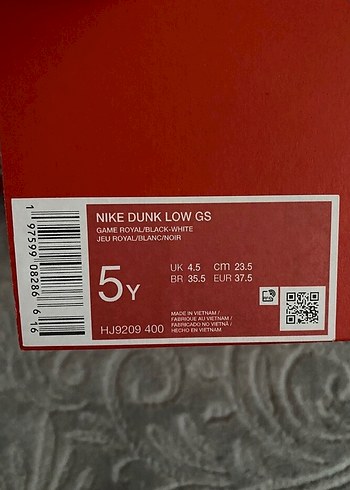 NIKE DUNK LOW GS
GAME ROYAL/BLACK-WHITE
JEU ROYAL/BLANC/NOIR
5Y
UK 4.5 cm 23.5
BR 35.5 EUR 37.5
HJ9209 400
MADE IN VIETNAM /
FABRIQUE AU VIETNAM /
FABRICADO NO VIETNÃ /
HECHO EN VIETNAM
1 97599 08286 6 16